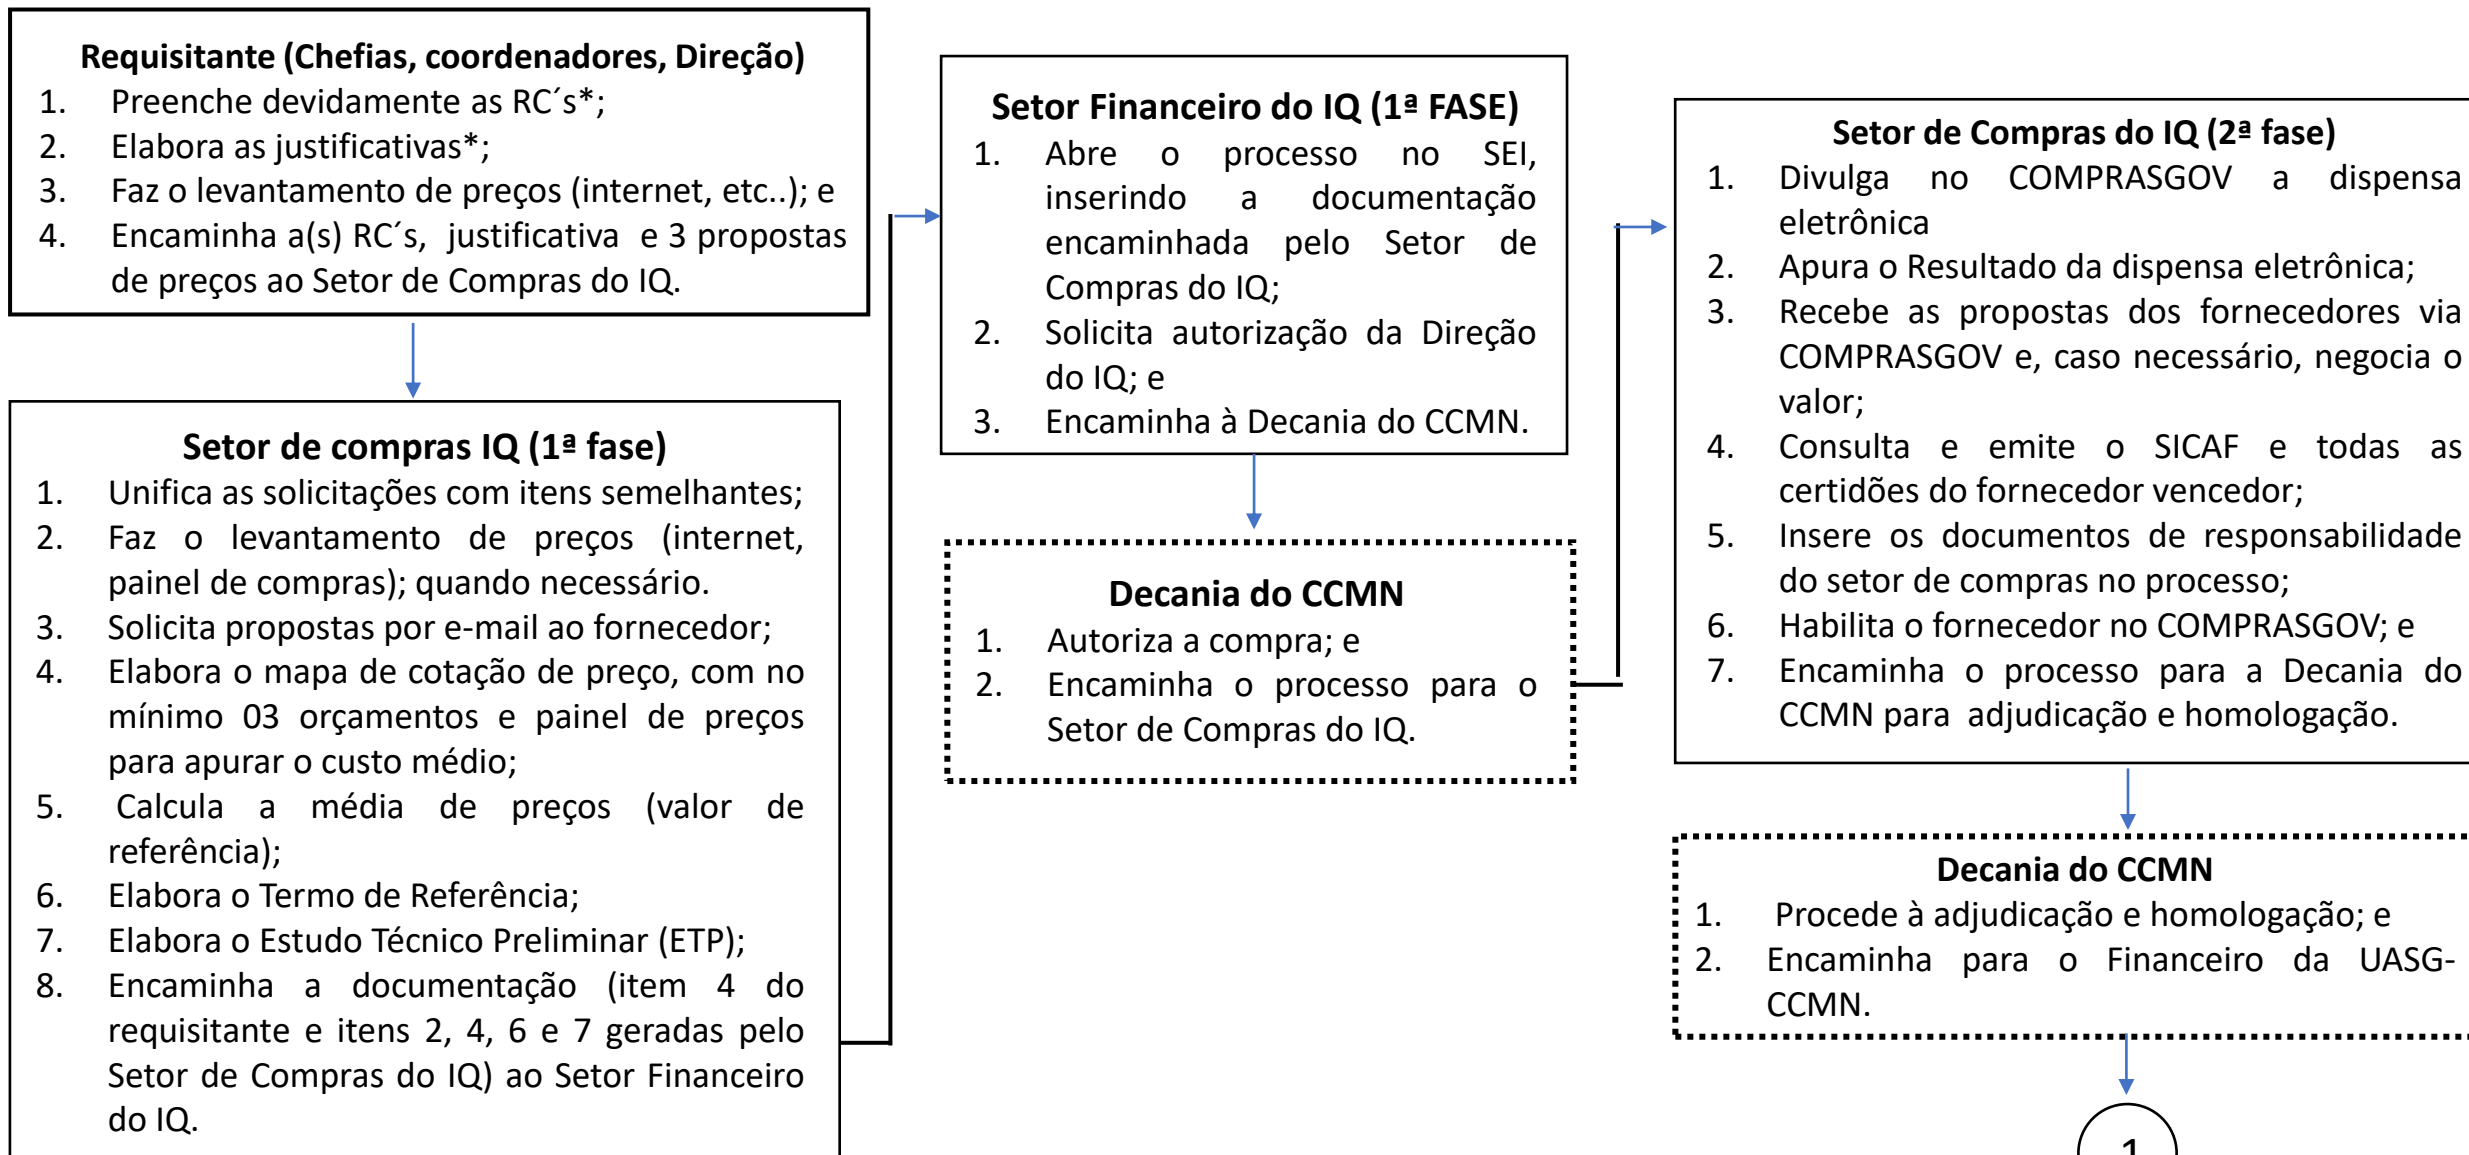 Requisitante (Chefias, coordenadores, Direção)
1. Preenche devidamente as RC´s*;
2. Elabora as justificativas*;
3. Faz o levantamento de preços (internet, etc..); e
4. Encaminha a(s) RC´s, justificativa e 3 propostas
de preços ao Setor de Compras do IQ.
Setor de compras IQ (1ª fase)
1. Unifica as solicitações com itens semelhantes;
2. Faz o levantamento de preços (internet,
painel de compras); quando necessário.
3. Solicita propostas por e-mail ao fornecedor;
4. Elabora o mapa de cotação de preço, com no
mínimo 03 orçamentos e painel de preços
para apurar o custo médio;
5. Calcula a média de preços (valor de
referência);
6. Elabora o Termo de Referência;
7. Elabora o Estudo Técnico Preliminar (ETP);
8. Encaminha a documentação (item 4 do
requisitante e itens 2, 4, 6 e 7 geradas pelo
Setor de Compras do IQ) ao Setor Financeiro
do IQ.
Setor Financeiro do IQ (1ª FASE)
1. Abre o processo no SEI,
inserindo a documentação
encaminhada pelo Setor de
Compras do IQ;
2. Solicita autorização da Direção
do IQ; e
3. Encaminha à Decania do CCMN.
Decania do CCMN
1. Autoriza a compra; e
2. Encaminha o processo para o
Setor de Compras do IQ.
Setor de Compras do IQ (2ª fase)
1. Divulga no COMPRASGOV a dispensa
eletrônica
2. Apura o Resultado da dispensa eletrônica;
3. Recebe as propostas dos fornecedores via
COMPRASGOV e, caso necessário, negocia o
valor;
4. Consulta e emite o SICAF e todas as
certidões do fornecedor vencedor;
5. Insere os documentos de responsabilidade
do setor de compras no processo;
6. Habilita o fornecedor no COMPRASGOV; e
7. Encaminha o processo para a Decania do
CCMN para adjudicação e homologação.
Decania do CCMN
1. Procede à adjudicação e homologação; e
2. Encaminha para o Financeiro da UASG-
CCMN.
1